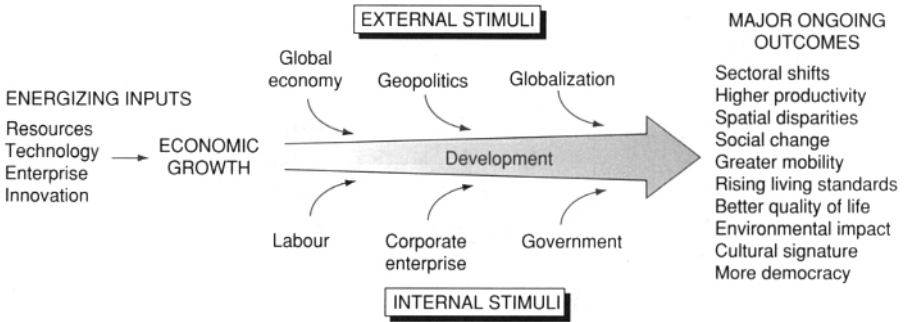 EXTERNAL STIMULI
MAJOR ONGOING
OUTCOMES
Global
economy
Geopolitics
Globalization
ENERGIZING INPUTS
Resources
Technology
Enterprise
Innovation
ECONOMIC
GROWTH
Development
Sectoral shifts
Higher productivity
Spatial disparities
Social change
Greater mobility
Rising living standards
Better quality of life
Environmental impact
Cultural signature
More democracy
Labour
Corporate
enterprise
Government
INTERNAL STIMULI